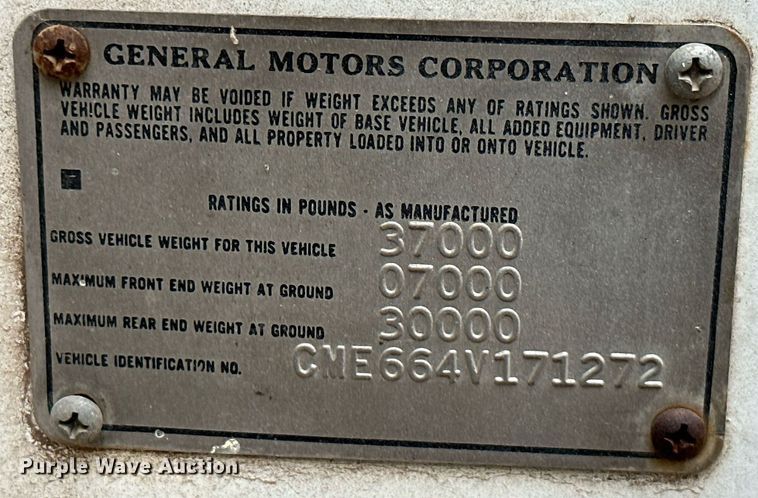 GENERAL MOTORS CORPORATION
WARRANTY MAY BE VOIDED IF WEIGHT EXCEEDS ANY OF RATINGS SHOWN. GROSS
VEHICLE WEIGHT INCLUDES WEIGHT OF BASE VEHICLE, ALL ADDED EQUIPMENT, DRIVER
AND PASSENGERS, AND ALL PROPERTY LOADED INTO OR ONTO VEHICLE.
RATINGS IN POUNDS - AS MANUFACTURED
GROSS VEHICLE WEIGHT FOR THIS VEHICLE 37000
MAXIMUM FRONT END WEIGHT AT GROUND 07000
MAXIMUM REAR END WEIGHT AT GROUND 30000
VEHICLE IDENTIFICATION NO. CME664V171272
Purple Wave Auction